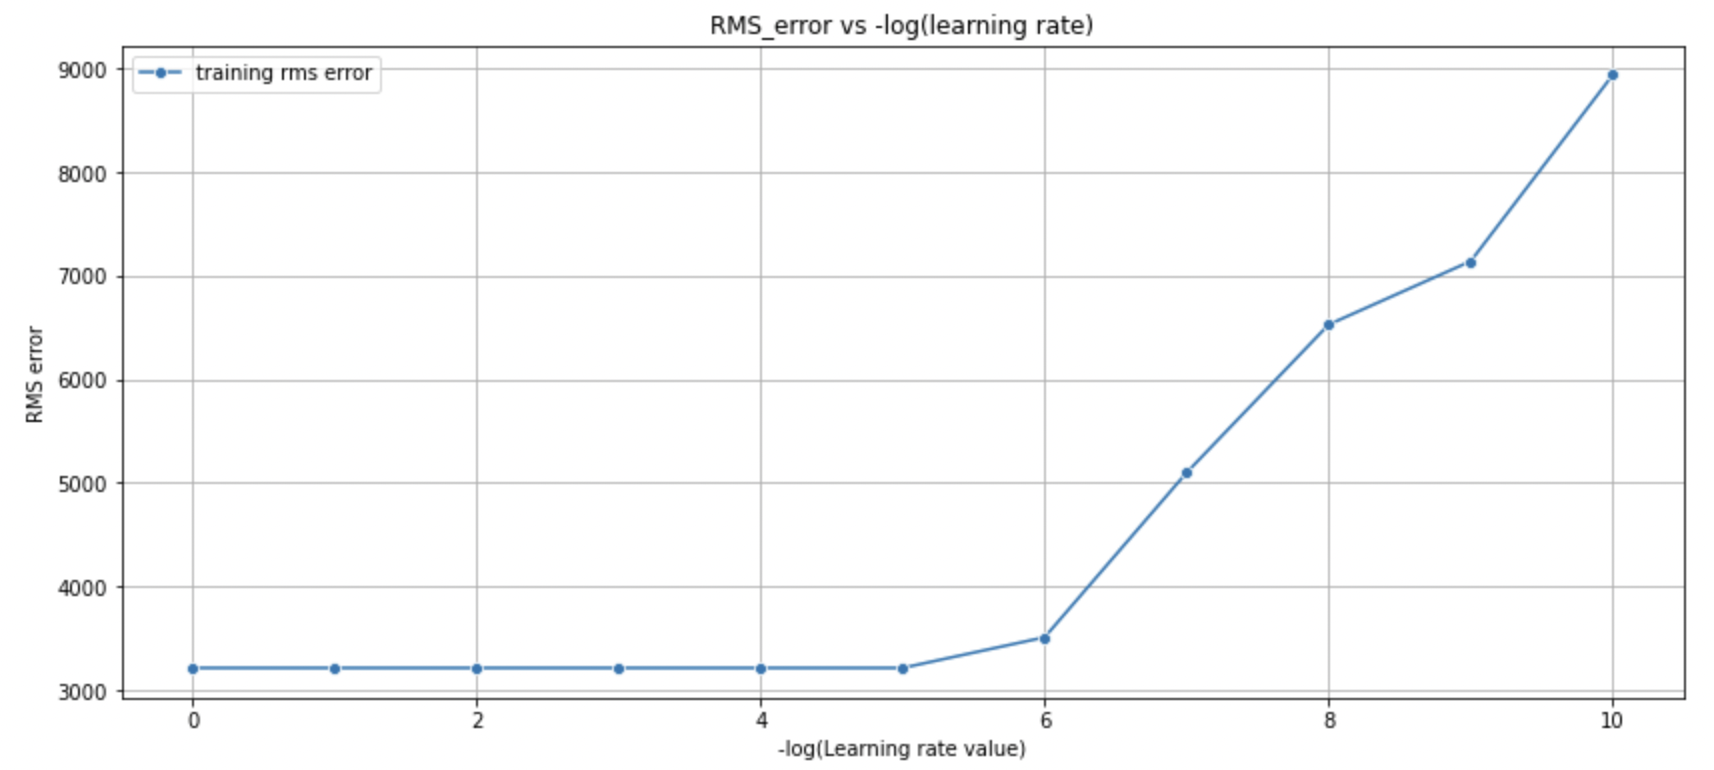 RMS_error vs -log(learning rate)
training rms error
9000
8000
7000
6000
5000
4000
3000
RMS error
0 2 4 6 8 10
-log(Learning rate value)